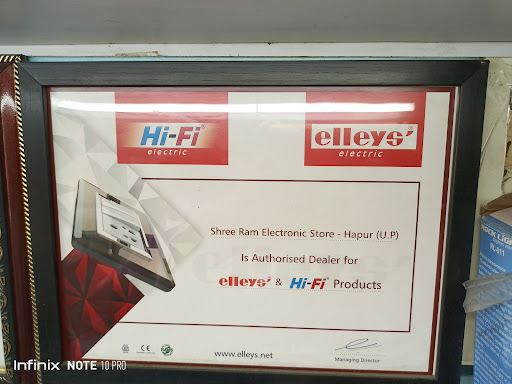 Hi-Fi®
electric
elleys®
electric
Shree Ram Electronic Store - Hapur (U.P)
Is Authorised Dealer for
elleys® & Hi-Fi® Products
www.elleys.net
Managing Director
Infinix NOTE 10 PRO